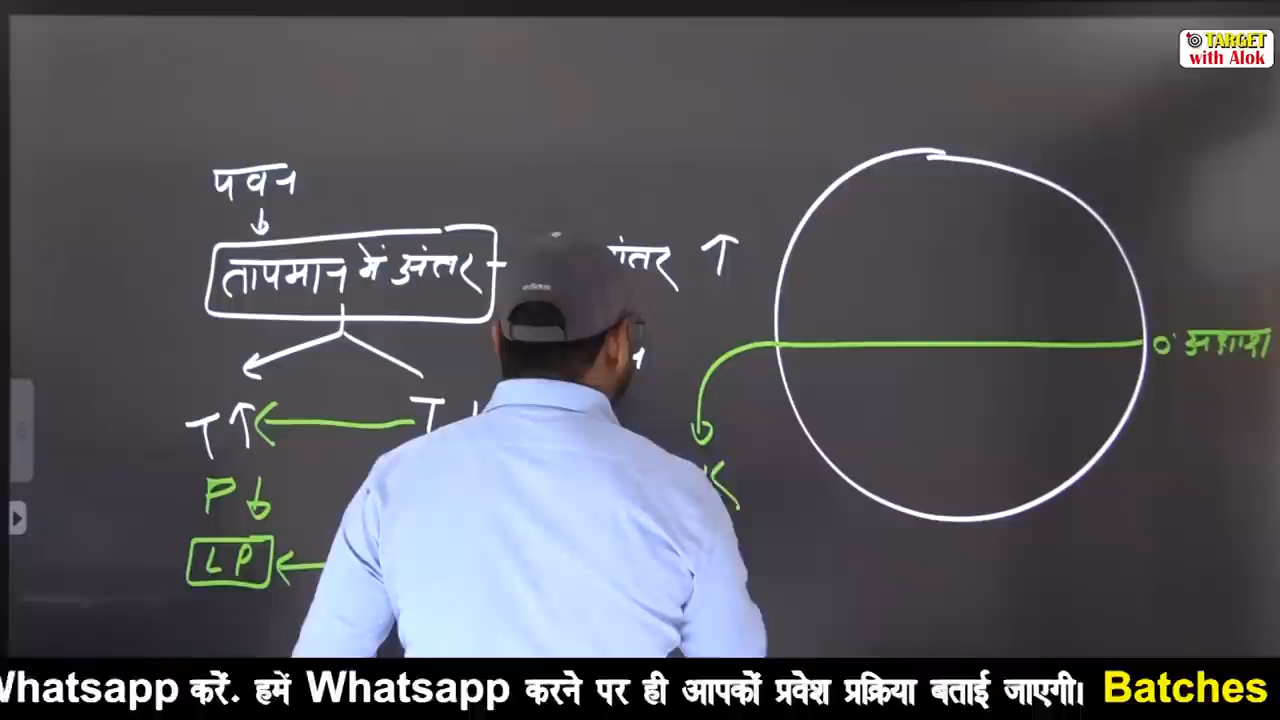 TARGET
with Alok
पवन
तापमान में अंतर
ांतर ↑
T ↑ ← T
P ↓
LP ←
0° अक्षांश
Whatsapp करें. हमें Whatsapp करने पर ही आपकों प्रवेश प्रक्रिया बताई जाएगी। Batches